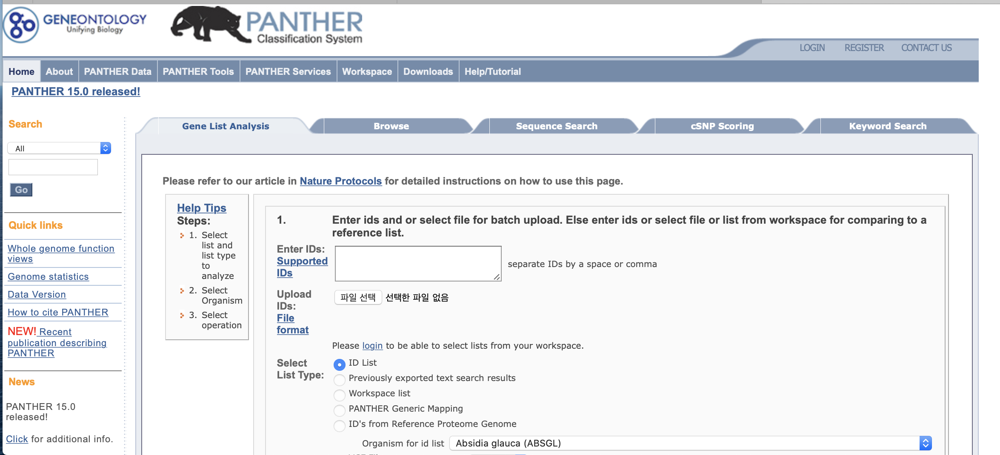 GENEONTOLOGY
Unifying Biology
PANTHER
Classification System
LOGIN REGISTER CONTACT US
Home About PANTHER Data PANTHER Tools PANTHER Services Workspace Downloads Help/Tutorial
PANTHER 15.0 released!
Search
All
Go
Quick links
Whole genome function
views
Genome statistics
Data Version
How to cite PANTHER
NEW! Recent
publication describing
PANTHER
News
PANTHER 15.0
released!
Click for additional info.
Gene List Analysis Browse Sequence Search cSNP Scoring Keyword Search
Please refer to our article in Nature Protocols for detailed instructions on how to use this page.
Help Tips
Steps:
1. Select
list and
list type
to
analyze
2. Select
Organism
3. Select
operation
1. Enter ids and or select file for batch upload. Else enter ids or select file or list from workspace for comparing to a
reference list.
Enter IDs:
Supported
IDs
separate IDs by a space or comma
Upload
IDs:
File
format
파일 선택 선택한 파일 없음
Please login to be able to select lists from your workspace.
Select
List Type:
ID List
Previously exported text search results
Workspace list
PANTHER Generic Mapping
ID's from Reference Proteome Genome
Organism for id list Absidia glauca (ABSGL)